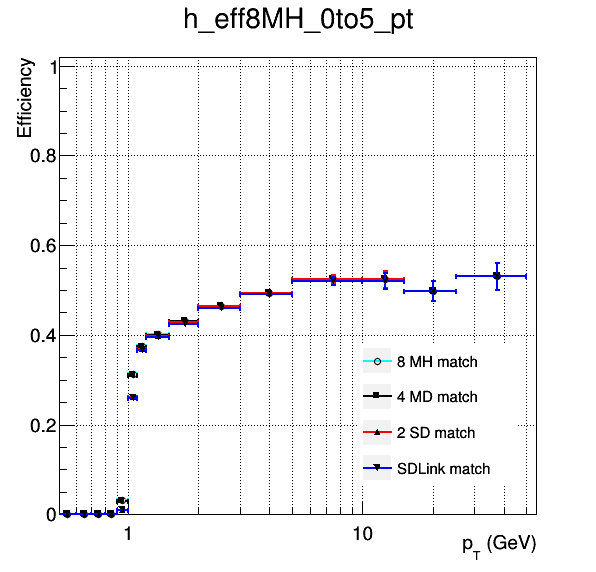 h_eff8MH_0to5_pt
Efficiency
1
0.8
0.6
0.4
0.2
0
8 MH match
4 MD match
2 SD match
SDLink match
1
10
p_T (GeV)